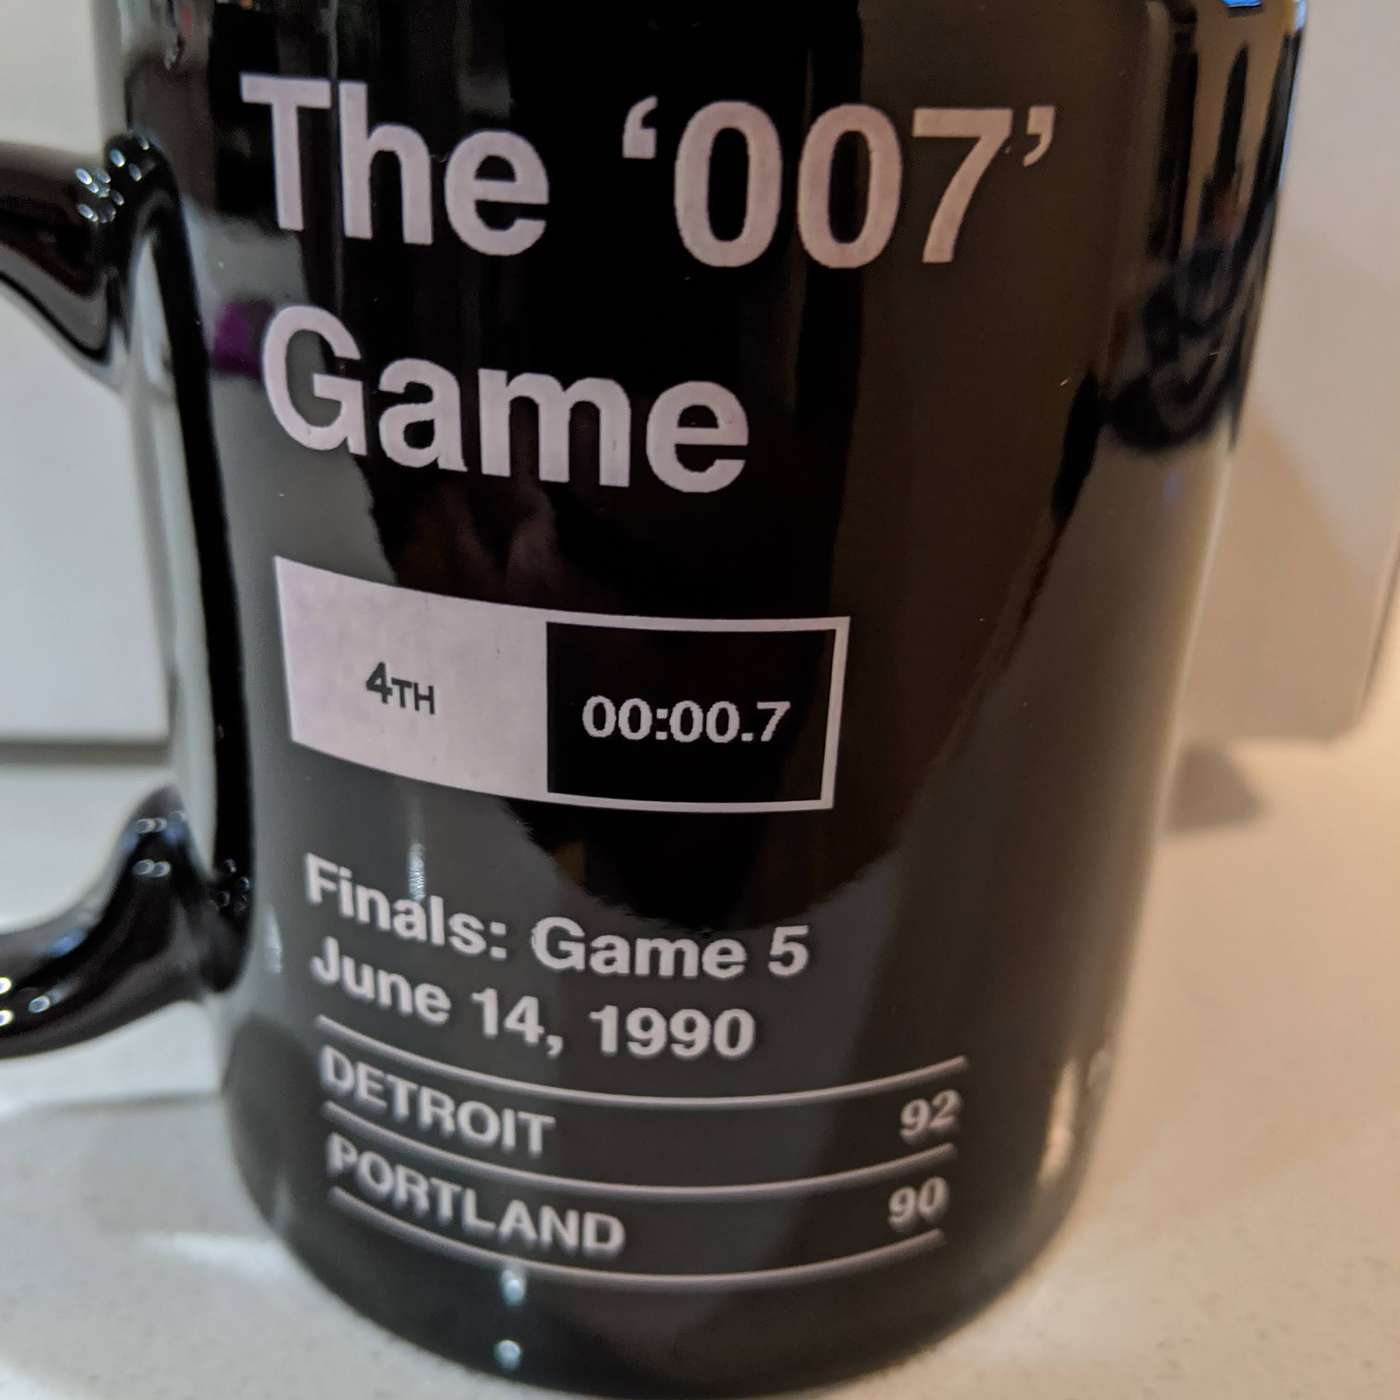 The ‘007’
Game
4TH 00:00.7
Finals: Game 5
June 14, 1990
DETROIT 92
PORTLAND 90